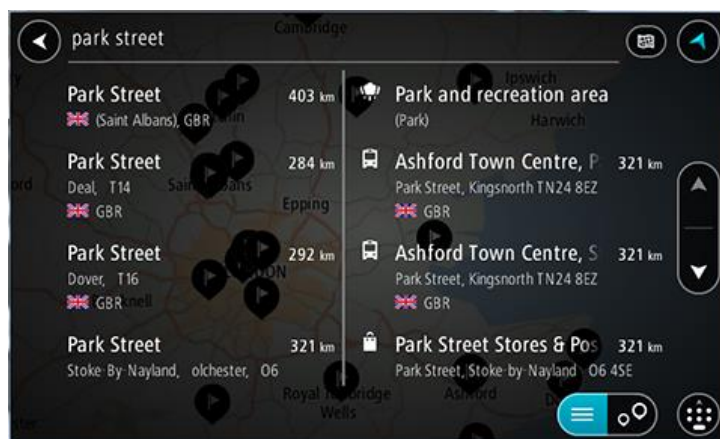 park street
Park Street 403 km
(Saint Albans), GBR
Park Street 284 km
Deal, T14
GBR
Park Street 292 km
Dover, T16
GBR
Park Street 321 km
Stoke-By-Nayland, olchester, O6
Park and recreation area
(Park)
Ashford Town Centre, P 321 km
Park Street, Kingsnorth TN24 8EZ
GBR
Ashford Town Centre, S 321 km
Park Street, Kingsnorth TN24 8EZ
GBR
Park Street Stores & Pos 321 km
Park Street, Stoke-by-Nayland O6 4SE
Cambridge
Ipswich
Harwich
Epping
Wells
Ashford